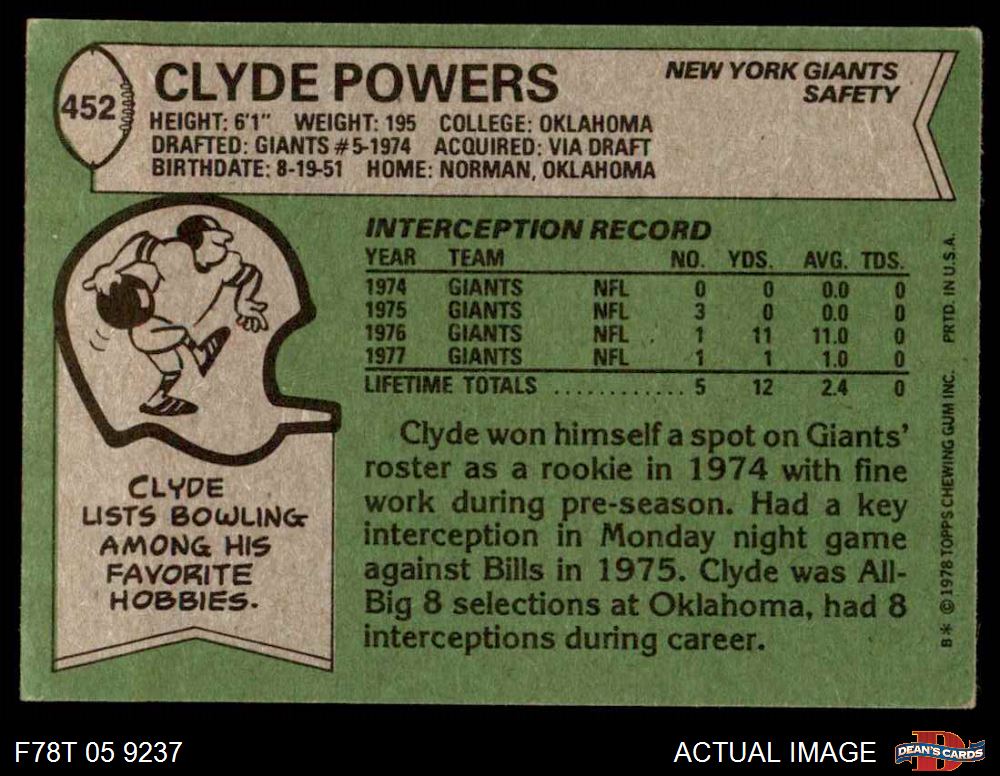 452
CLYDE POWERS
NEW YORK GIANTS
SAFETY
HEIGHT: 6'1" WEIGHT: 195 COLLEGE: OKLAHOMA
DRAFTED: GIANTS #5-1974 ACQUIRED: VIA DRAFT
BIRTHDATE: 8-19-51 HOME: NORMAN, OKLAHOMA
INTERCEPTION RECORD
YEAR TEAM NO. YDS. AVG. TDS.
1974 GIANTS NFL 0 0 0.0 0
1975 GIANTS NFL 3 0 0.0 0
1976 GIANTS NFL 1 11 11.0 0
1977 GIANTS NFL 1 1 1.0 0
LIFETIME TOTALS ............ 5 12 2.4 0
Clyde won himself a spot on Giants'
roster as a rookie in 1974 with fine
work during pre-season. Had a key
interception in Monday night game
against Bills in 1975. Clyde was All-
Big 8 selections at Oklahoma, had 8
interceptions during career.
CLYDE
LISTS BOWLING
AMONG HIS
FAVORITE
HOBBIES.
B* © 1978 TOPPS CHEWING GUM INC. PRTD. IN U.S.A.
F78T 05 9237
ACTUAL IMAGE
DEAN'S CARDS